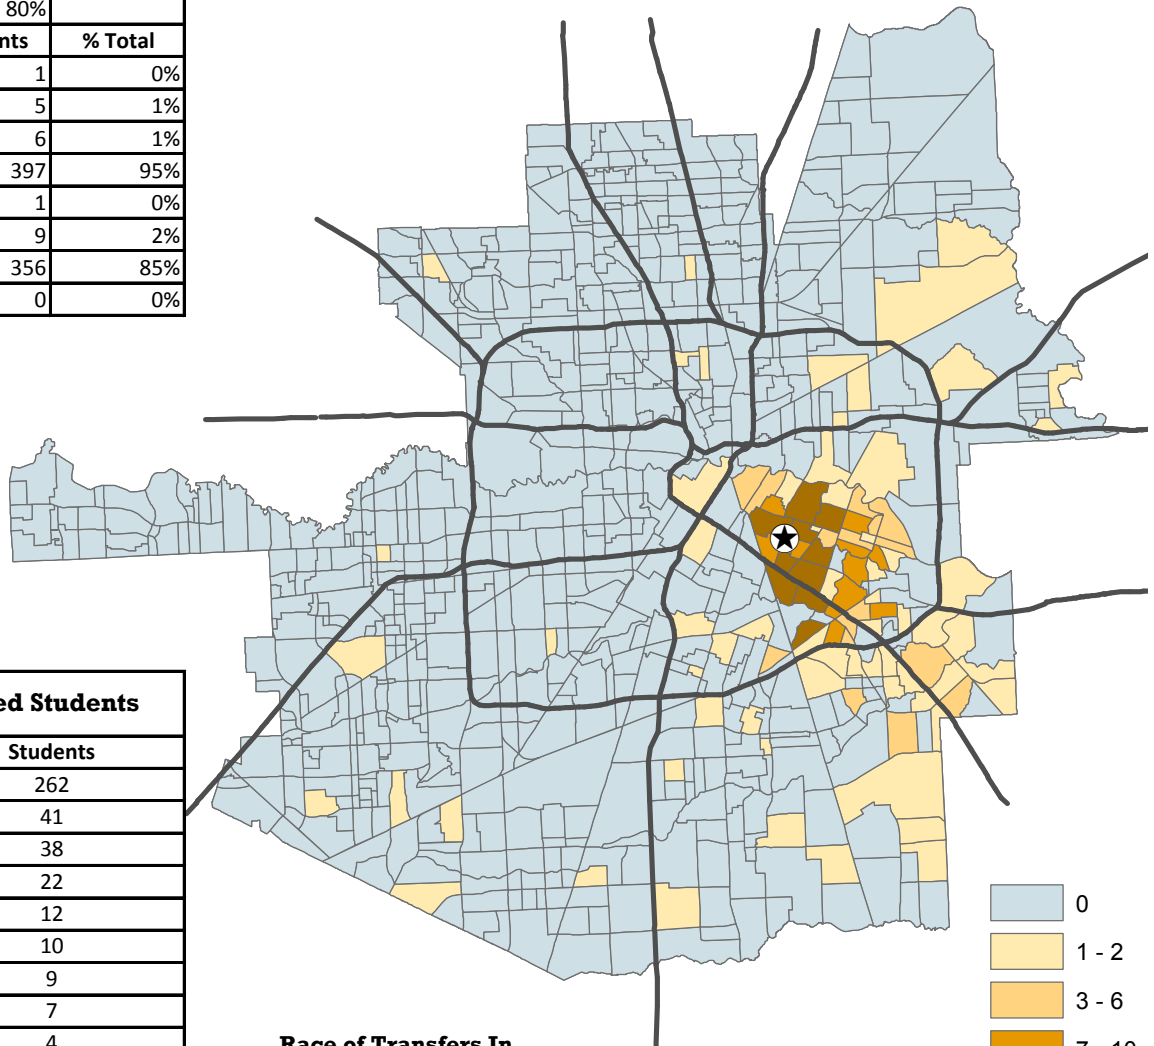 80%
nts % Total
1 0%
5 1%
6 1%
397 95%
1 0%
9 2%
356 85%
0 0%
ed Students
Students
262
41
38
22
12
10
9
7
4
Race of Transfers In
0
1 - 2
3 - 6
7 - 10